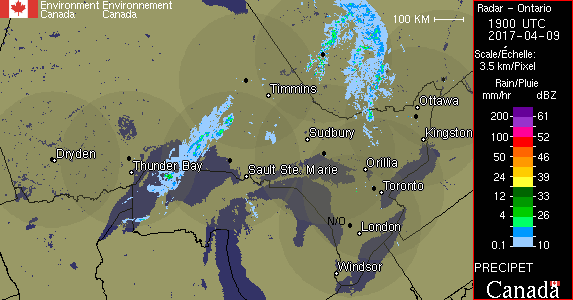 Environment Environnement
Canada Canada
100 KM
Timmins
Ottawa
Sudbury
Kingston
Dryden
Thunder Bay
Sault Ste. Marie
Orillia
Toronto
N/O
London
Windsor
Radar - Ontario
1900 UTC
2017-04-09
Scale/Échelle:
3.5 km/Pixel
Rain/Pluie
mm/hr dBZ
200 61
100 52
50 46
24 39
12 33
4 26
0.1 10
PRECIPET
Canada